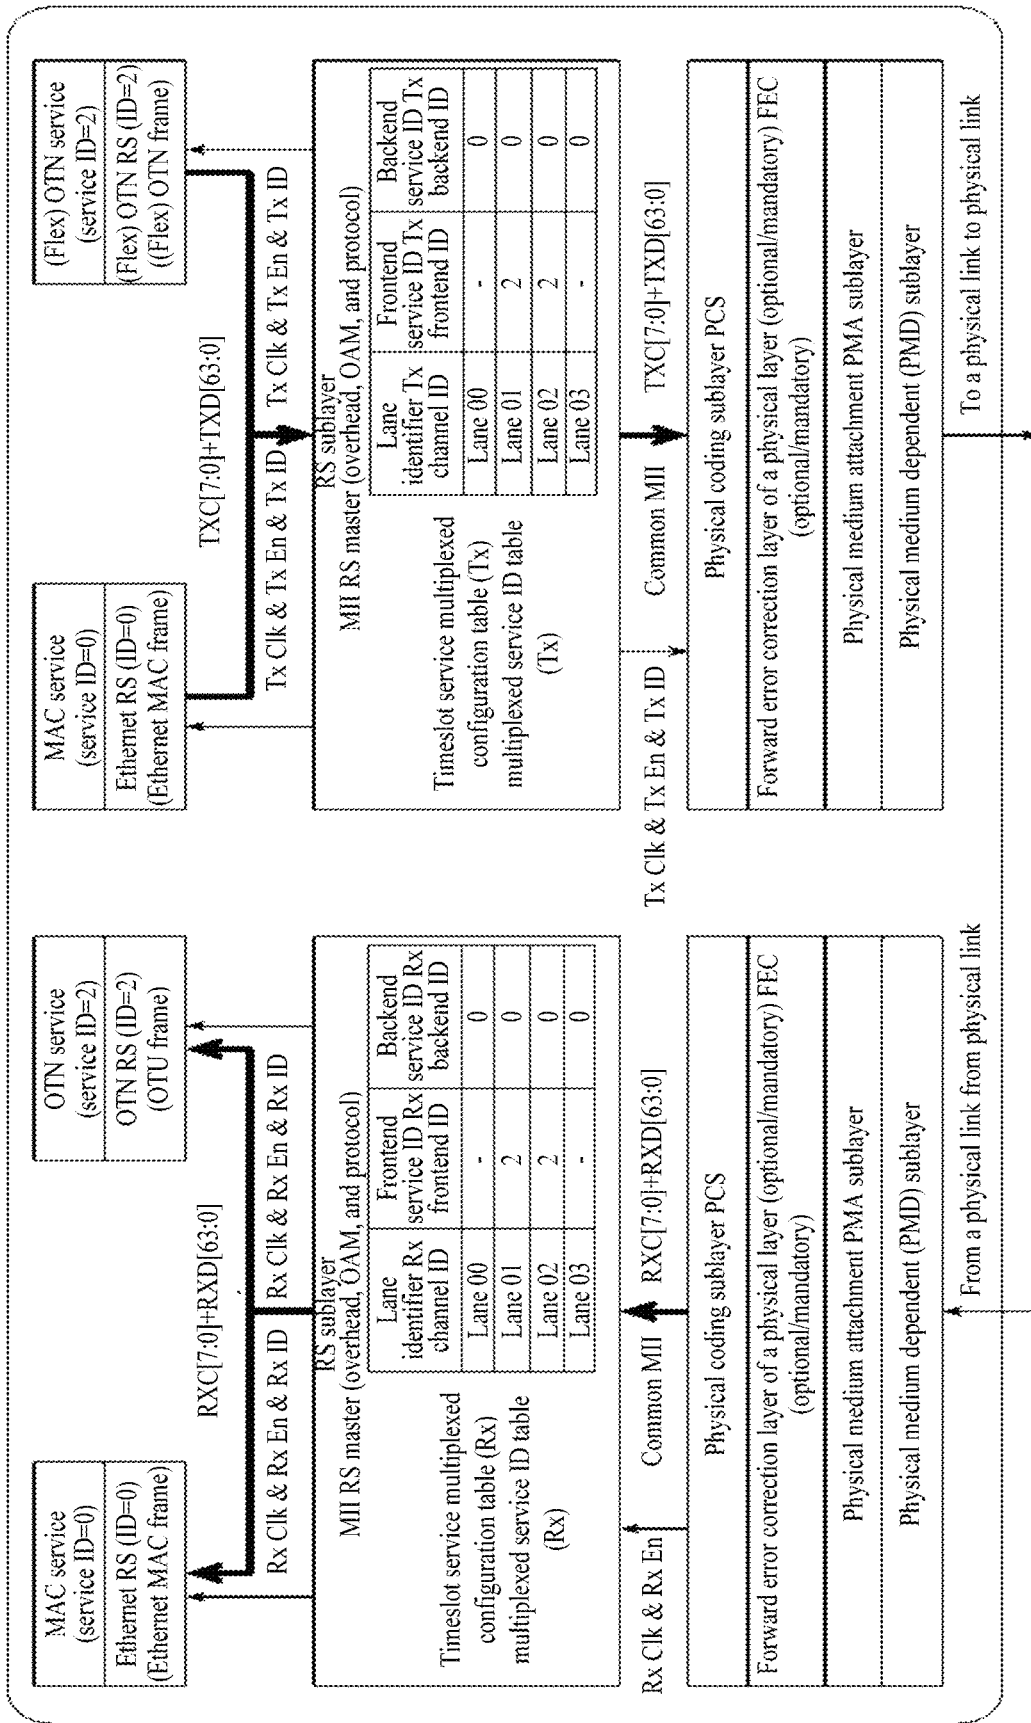 MAC service
(service ID=0)
Ethernet RS (ID=0)
(Ethernet MAC frame)
OTN service
(service ID=2)
OTN RS (ID=2)
(OTU frame)
RXC[7:0]+RXD[63:0]
Rx Clk & Rx En & Rx ID
Rx Clk & Rx En & Rx ID
RS sublayer
MII RS master (overhead, OAM, and protocol)
Timeslot service multiplexed
configuration table (Rx)
multiplexed service ID table
(Rx)
Lane
identifier Rx
channel ID
Frontend
service ID Rx
frontend ID
Backend
service ID Rx
backend ID
Lane 00 - 0
Lane 01 2 0
Lane 02 2 0
Lane 03 - 0
Rx Clk & Rx En
Common MII
RXC[7:0]+RXD[63:0]
Physical coding sublayer PCS
Forward error correction layer of a physical layer (optional/mandatory) FEC
(optional/mandatory)
Physical medium attachment PMA sublayer
Physical medium dependent (PMD) sublayer
From a physical link from physical link
MAC service
(service ID=0)
Ethernet RS (ID=0)
(Ethernet MAC frame)
(Flex) OTN service
(service ID=2)
(Flex) OTN RS (ID=2)
((Flex) OTN frame)
TXC[7:0]+TXD[63:0]
Tx Clk & Tx En & Tx ID
Tx Clk & Tx En & Tx ID
RS sublayer
MII RS master (overhead, OAM, and protocol)
Timeslot service multiplexed
configuration table (Tx)
multiplexed service ID table
(Tx)
Lane
identifier Tx
channel ID
Frontend
service ID Tx
frontend ID
Backend
service ID Tx
backend ID
Lane 00 - 0
Lane 01 2 0
Lane 02 2 0
Lane 03 - 0
Tx Clk & Tx En & Tx ID
Common MII
TXC[7:0]+TXD[63:0]
Physical coding sublayer PCS
Forward error correction layer of a physical layer (optional/mandatory) FEC
(optional/mandatory)
Physical medium attachment PMA sublayer
Physical medium dependent (PMD) sublayer
To a physical link to physical link